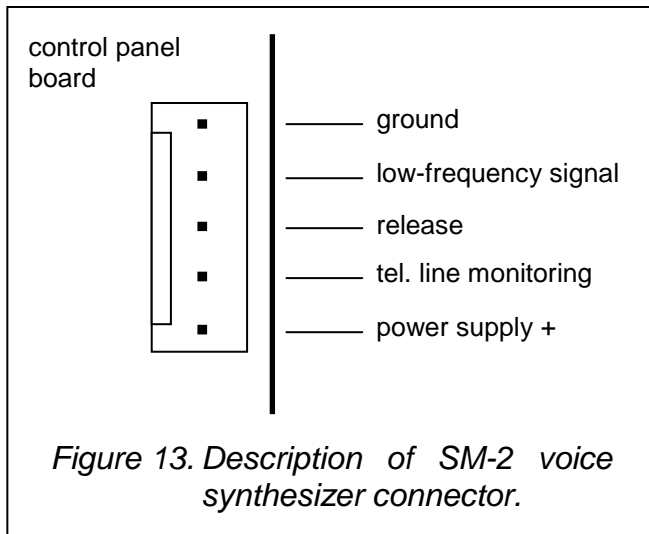 control panel
board
ground
low-frequency signal
release
tel. line monitoring
power supply +
Figure 13. Description of SM-2 voice
synthesizer connector.